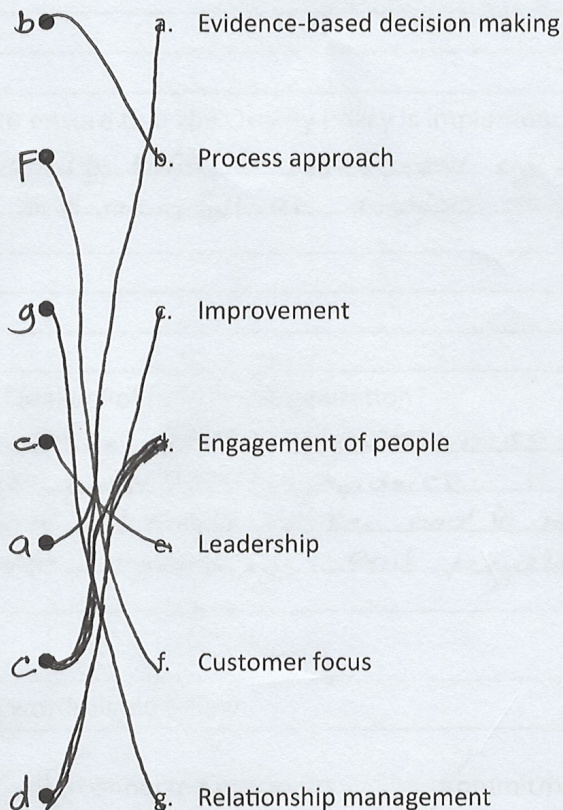 b a. Evidence-based decision making
F b. Process approach
g c. Improvement
e d. Engagement of people
a e. Leadership
c f. Customer focus
d g. Relationship management